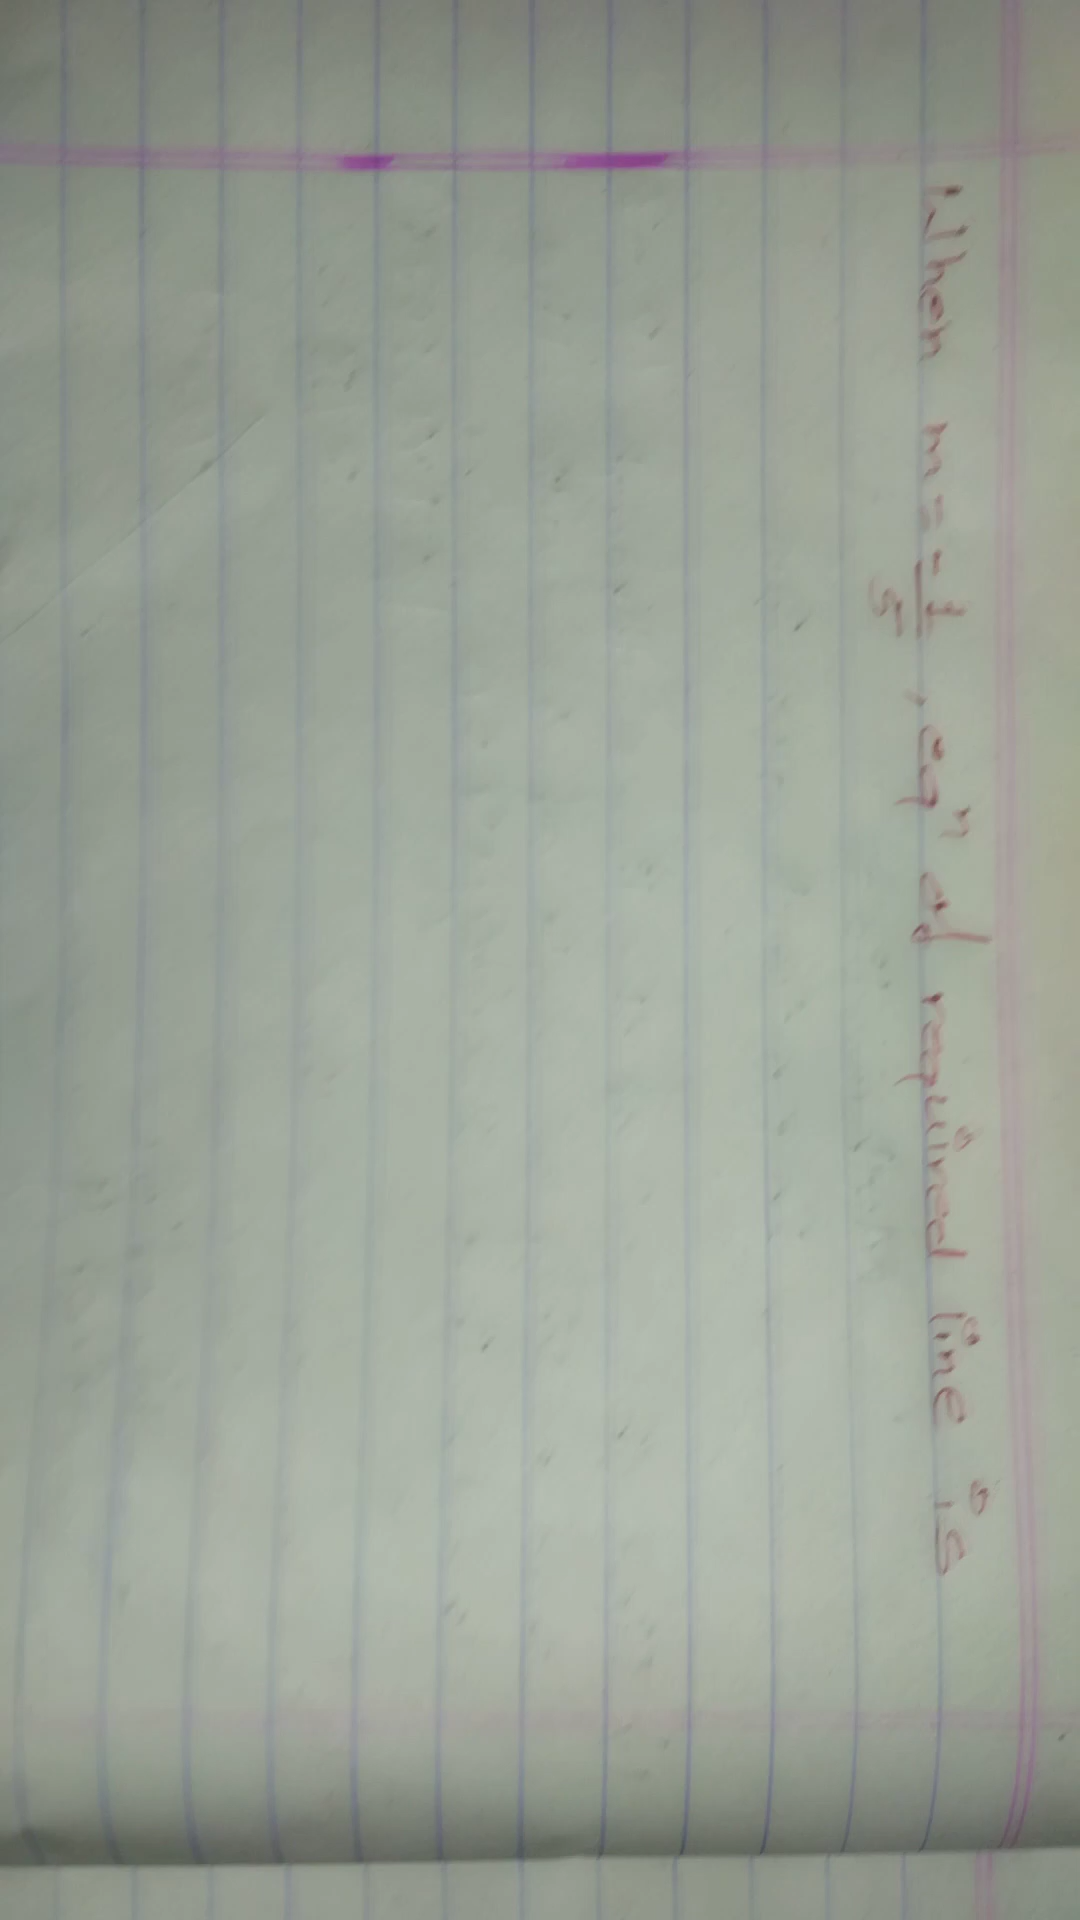 When m = -1/5, eqⁿ of required line is